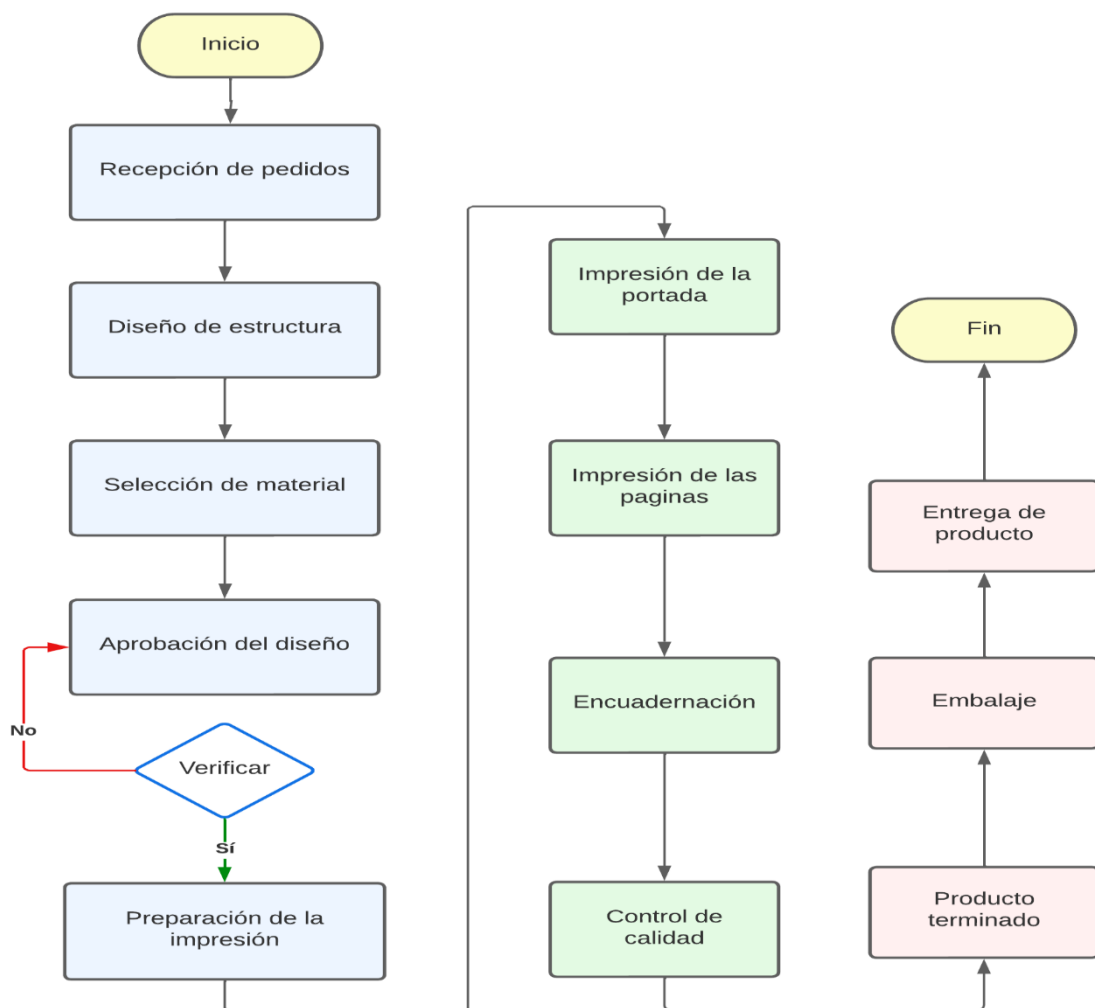 Inicio
Recepción de pedidos
Diseño de estructura
Selección de material
Aprobación del diseño
No
Verificar
Sí
Preparación de la
impresión
Impresión de la
portada
Impresión de las
paginas
Encuadernación
Control de
calidad
Fin
Entrega de
producto
Embalaje
Producto
terminado